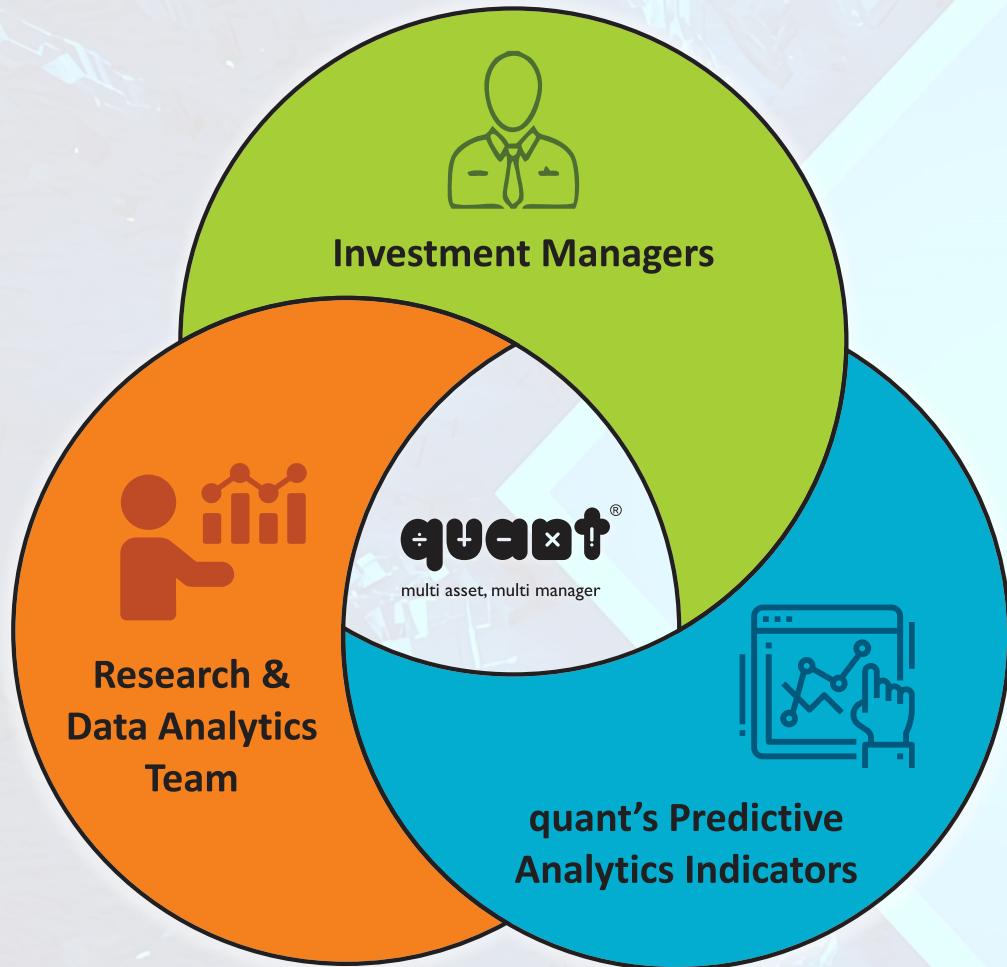 Investment Managers
quant®
multi asset, multi manager
Research &
Data Analytics
Team
quant’s Predictive
Analytics Indicators